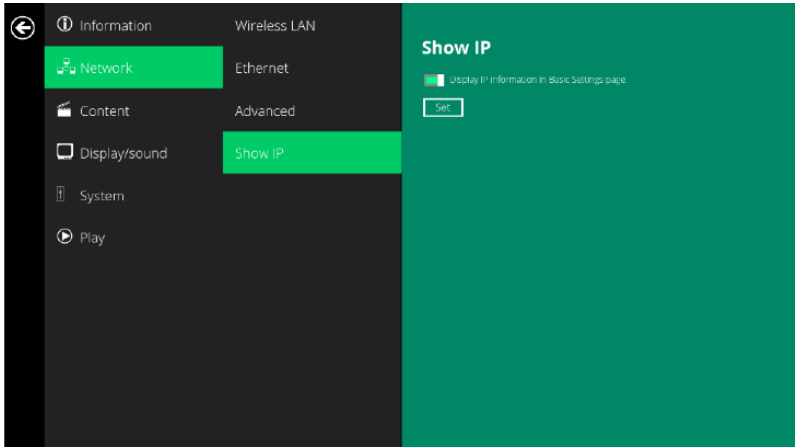 Information
Network
Content
Display/sound
System
Play
Wireless LAN
Ethernet
Advanced
Show IP
Show IP
Display IP information in Basic Settings page.
Set